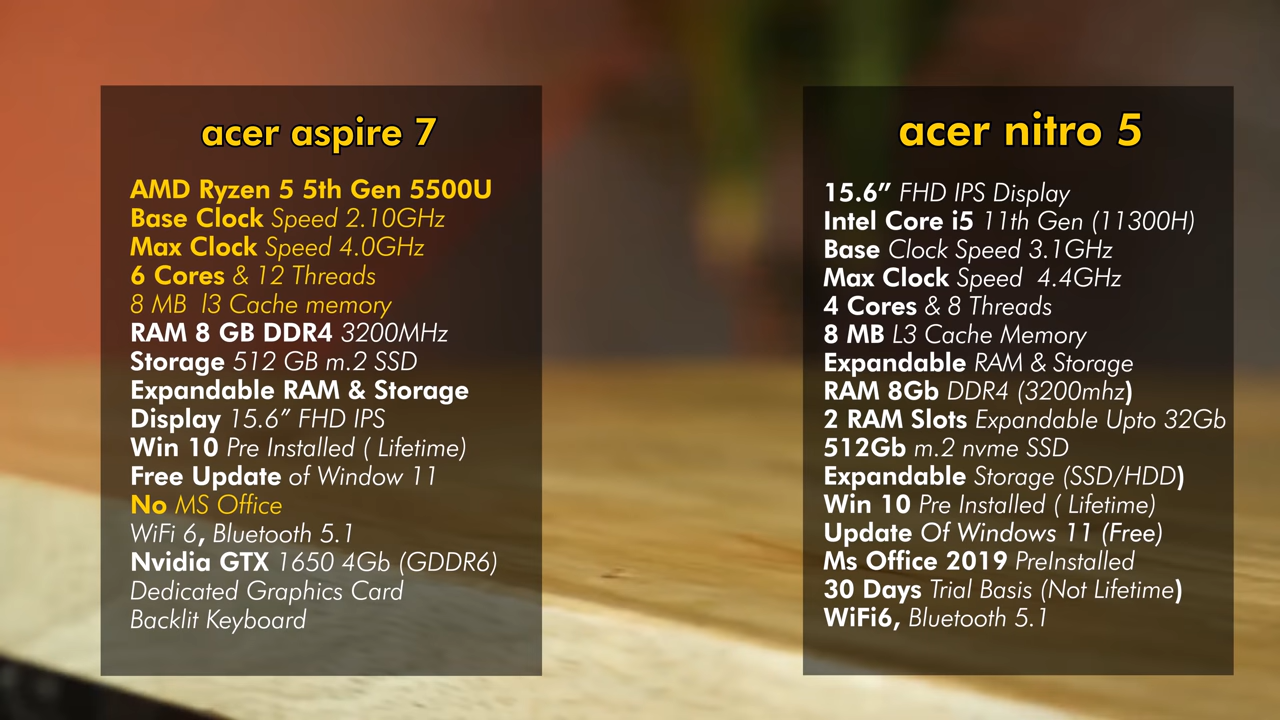 acer aspire 7
AMD Ryzen 5 5th Gen 5500U
Base Clock Speed 2.10GHz
Max Clock Speed 4.0GHz
6 Cores & 12 Threads
8 MB l3 Cache memory
RAM 8 GB DDR4 3200MHz
Storage 512 GB m.2 SSD
Expandable RAM & Storage
Display 15.6” FHD IPS
Win 10 Pre Installed ( Lifetime)
Free Update of Window 11
No MS Office
WiFi 6, Bluetooth 5.1
Nvidia GTX 1650 4Gb (GDDR6)
Dedicated Graphics Card
Backlit Keyboard
acer nitro 5
15.6” FHD IPS Display
Intel Core i5 11th Gen (11300H)
Base Clock Speed 3.1GHz
Max Clock Speed 4.4GHz
4 Cores & 8 Threads
8 MB L3 Cache Memory
Expandable RAM & Storage
RAM 8Gb DDR4 (3200mhz)
2 RAM Slots Expandable Upto 32Gb
512Gb m.2 nvme SSD
Expandable Storage (SSD/HDD)
Win 10 Pre Installed ( Lifetime)
Update Of Windows 11 (Free)
Ms Office 2019 PreInstalled
30 Days Trial Basis (Not Lifetime)
WiFi6, Bluetooth 5.1